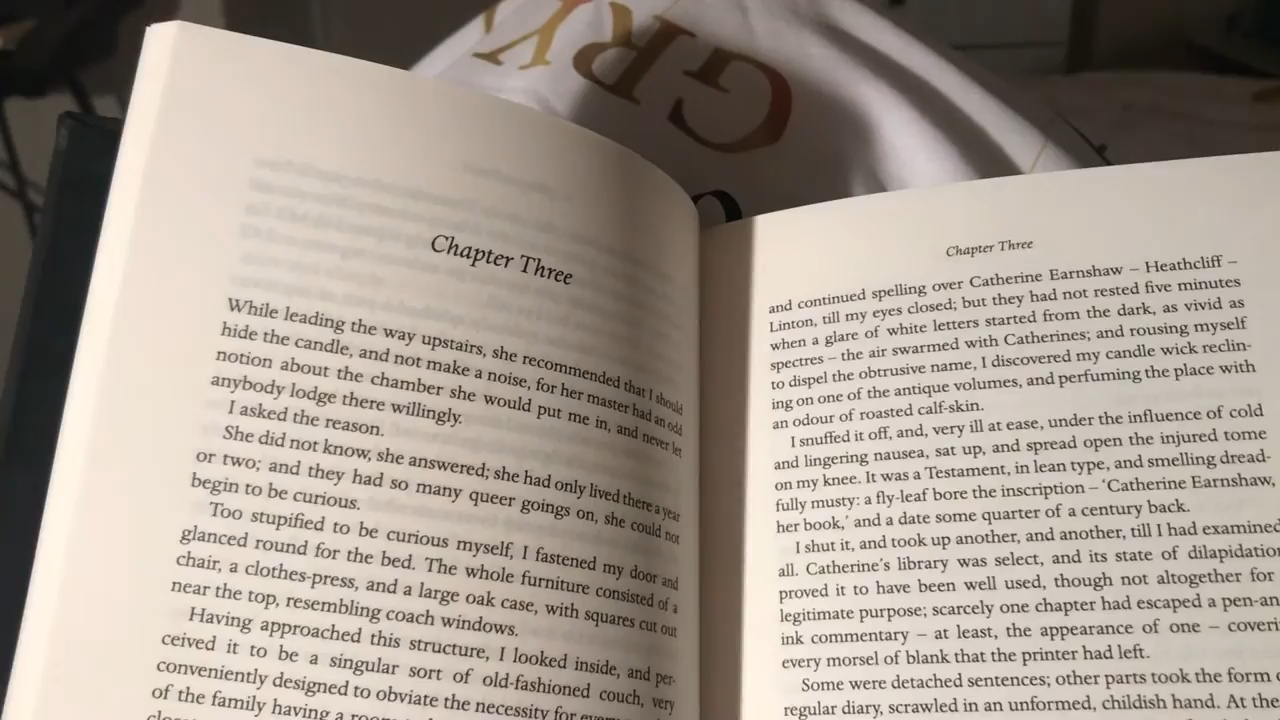 GRY
Chapter Three
While leading the way upstairs, she recommended that I should
hide the candle, and not make a noise, for her master had an odd
notion about the chamber she would put me in, and never let
anybody lodge there willingly.
I asked the reason.
She did not know, she answered; she had only lived there a year
or two; and they had so many queer goings on, she could not
begin to be curious.
Too stupified to be curious myself, I fastened my door and
glanced round for the bed. The whole furniture consisted of a
chair, a clothes-press, and a large oak case, with squares cut out
near the top, resembling coach windows.
Having approached this structure, I looked inside, and per-
ceived it to be a singular sort of old-fashioned couch, very
conveniently designed to obviate the necessity for
of the family having a
Chapter Three
and continued spelling over Catherine Earnshaw – Heathcliff –
Linton, till my eyes closed; but they had not rested five minutes
when a glare of white letters started from the dark, as vivid as
spectres – the air swarmed with Catherines; and rousing myself
to dispel the obtrusive name, I discovered my candle wick reclin-
ing on one of the antique volumes, and perfuming the place with
an odour of roasted calf-skin.
I snuffed it off, and, very ill at ease, under the influence of cold
and lingering nausea, sat up, and spread open the injured tome
on my knee. It was a Testament, in lean type, and smelling dread-
fully musty: a fly-leaf bore the inscription – ‘Catherine Earnshaw,
her book,’ and a date some quarter of a century back.
I shut it, and took up another, and another, till I had examined
all. Catherine’s library was select, and its state of dilapidation
proved it to have been well used, though not altogether for
legitimate purpose; scarcely one chapter had escaped a pen-an
ink commentary – at least, the appearance of one – coveri
every morsel of blank that the printer had left.
Some were detached sentences; other parts took the form
regular diary, scrawled in an unformed, childish hand. At the